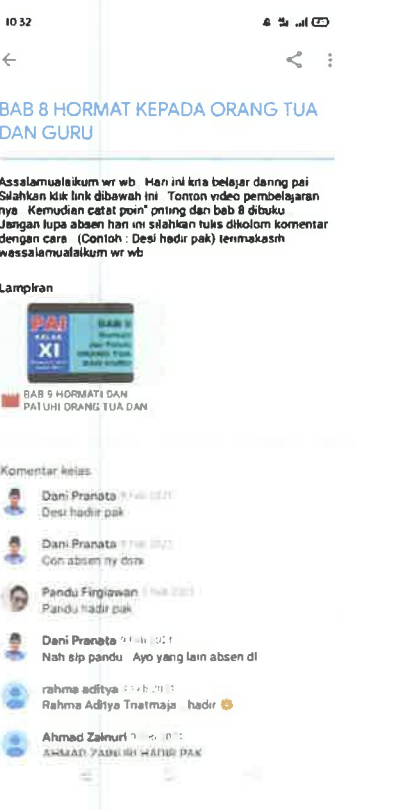 10 32
BAB 8 HORMAT KEPADA ORANG TUA
DAN GURU
Assalamualaikum wr wb Hari ini kita belajar daring pai
Silahkan klik link dibawah ini Tonton video pembelajaran
nya Kemudian catat poin" pnting dari bab 8 dibuku
Jangan lupa absen hari ini silahkan tulis dikolom komentar
dengan cara (Contoh : Desi hadir pak) terimakasih
wassalamualaikum wr wb
Lampiran
PAI
KELAS
XI
BAB 9
ORANG TUA
DAN GURU
BAB 9 HORMATI DAN
PATUHI ORANG TUA DAN
Komentar kelas
Dani Pranata
Desi hadiir pak
Dani Pranata
Con absen ny
Pandu Firgiawan
Pandu hadir pak
Dani Pranata
Nah sip pandu Ayo yang lain absen di
rahma aditya
Rahma Aditya Triatmaja hadir
Ahmad Zainuri
AHMAD ZAINURI HADIR PAK